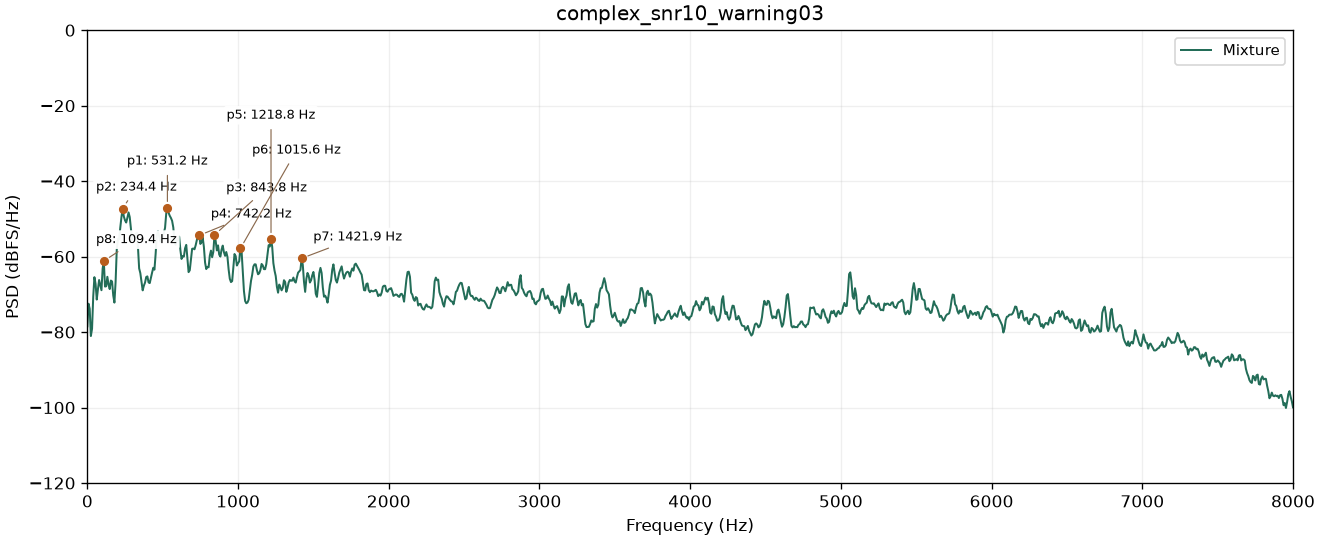 complex_snr10_warning03
Mixture
p5: 1218.8 Hz
p6: 1015.6 Hz
p1: 531.2 Hz
p2: 234.4 Hz
p3: 843.8 Hz
p4: 742.2 Hz
p8: 109.4 Hz
p7: 1421.9 Hz
0
−20
−40
−60
−80
−100
−120
PSD (dBFS/Hz)
0 1000 2000 3000 4000 5000 6000 7000 8000
Frequency (Hz)